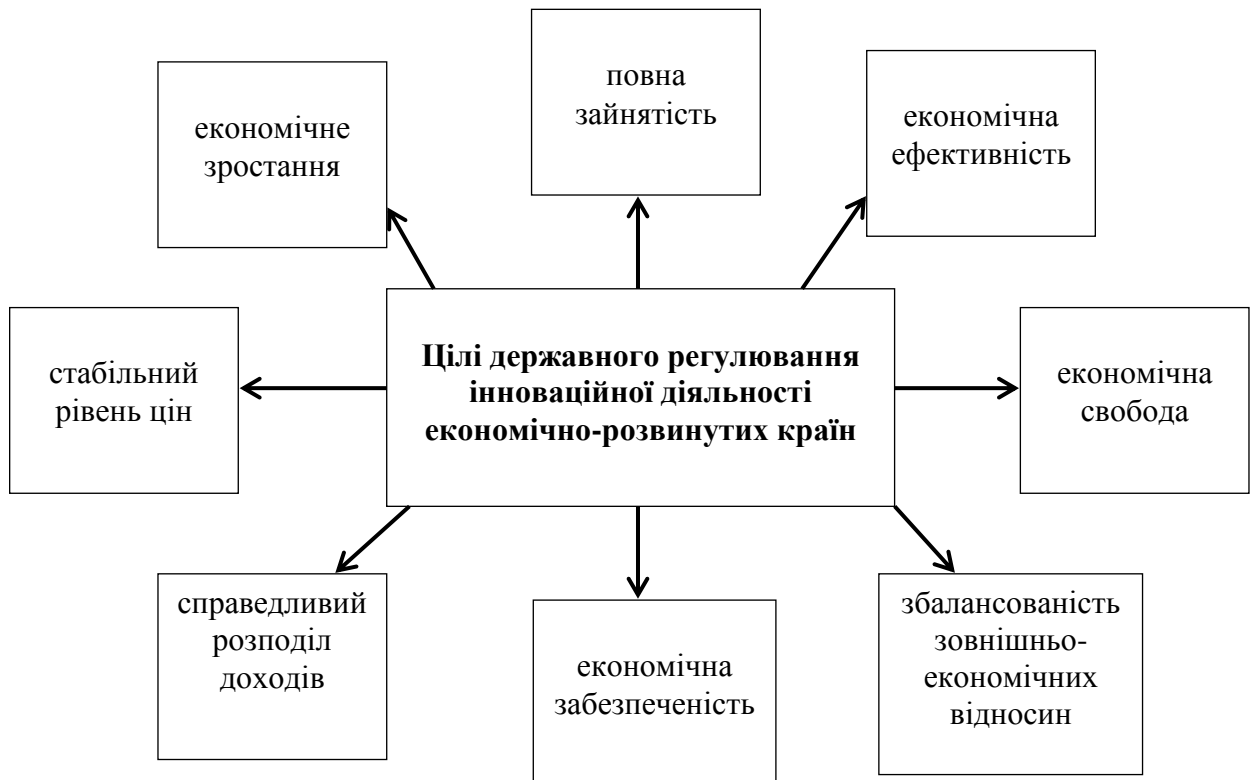 повна
зайнятість
економічне
зростання
економічна
ефективність
стабільний
рівень цін
Цілі державного регулювання
інноваційної діяльності
економічно-розвинутих країн
економічна
свобода
справедливий
розподіл
доходів
економічна
забезпеченість
збалансованість
зовнішньо-
економічних
відносин